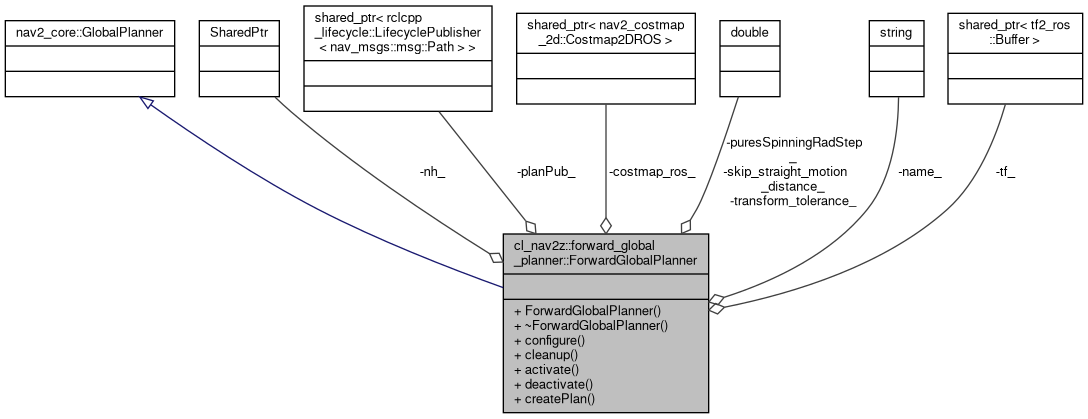 nav2_core::GlobalPlanner
SharedPtr
shared_ptr< rclcpp
_lifecycle::LifecyclePublisher
< nav_msgs::msg::Path > >
shared_ptr< nav2_costmap
_2d::Costmap2DROS >
double
string
shared_ptr< tf2_ros
::Buffer >
-nh_
-planPub_
-costmap_ros_
-puresSpinningRadStep
_
-skip_straight_motion
_distance_
-transform_tolerance_
-name_
-tf_
cl_nav2z::forward_global
_planner::ForwardGlobalPlanner
+ ForwardGlobalPlanner()
+ ~ForwardGlobalPlanner()
+ configure()
+ cleanup()
+ activate()
+ deactivate()
+ createPlan()